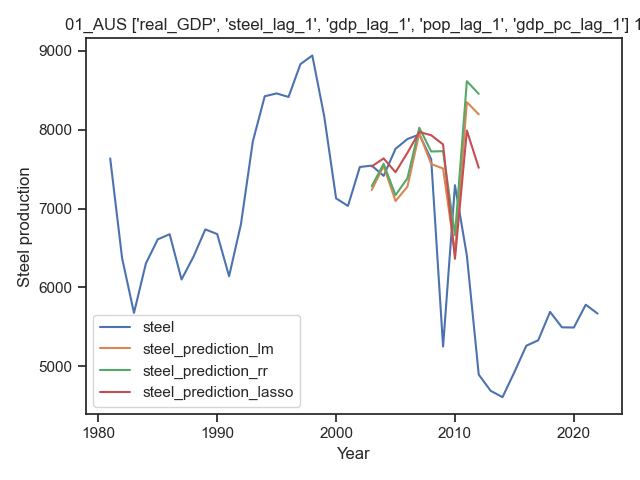 01_AUS ['real_GDP', 'steel_lag_1', 'gdp_lag_1', 'pop_lag_1', 'gdp_pc_lag_1'] 1
9000
8000
7000
6000
5000
Steel production
steel
steel_prediction_lm
steel_prediction_rr
steel_prediction_lasso
1980
1990
2000
2010
2020
Year